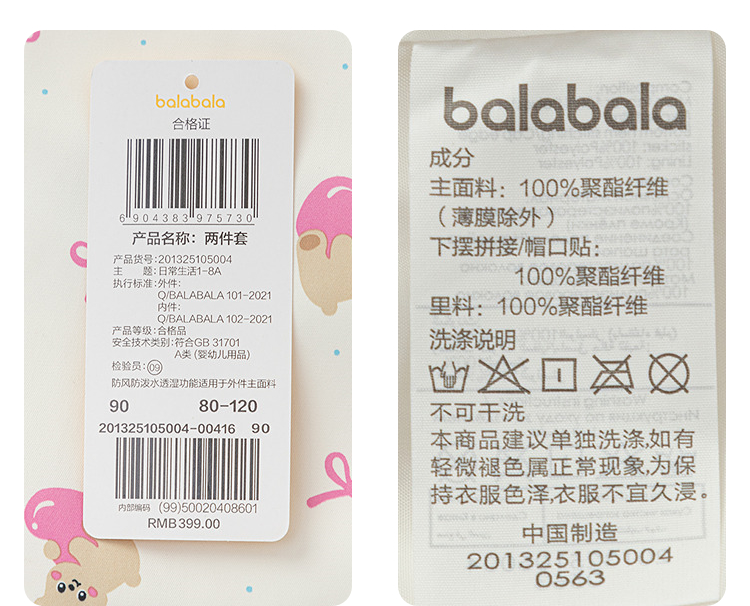 balabala
合格证
6 904383 975730
产品名称：两件套
产品货号:201325105004
主　　题:日常生活1-8A
执行标准:外件:
Q/BALABALA 101-2021
内件:
Q/BALABALA 102-2021
产品等级:合格品
安全技术类别:符合GB 31701
A类 (婴幼儿用品)
检验员:09
防风防泼水透湿功能适用于外件主面料
90 80-120
201325105004-00416 90
内部编码 (99)50020408601
RMB399.00
balabala
成分
主面料：100%聚酯纤维
（薄膜除外）
下摆拼接/帽口贴：
100%聚酯纤维
里料：100%聚酯纤维
洗涤说明
不可干洗
本商品建议单独洗涤,如有
轻微褪色属正常现象,为保
持衣服色泽,衣服不宜久浸。
中国制造
201325105004
0563